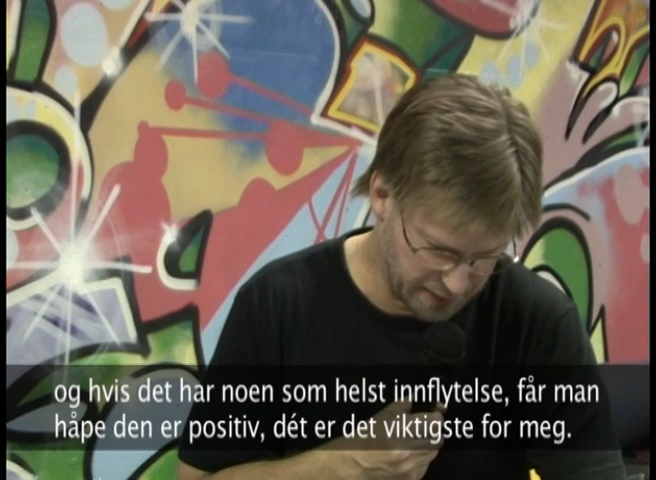 og hvis det har noen som helst innflytelse, får man
håpe den er positiv, dét er det viktigste for meg.